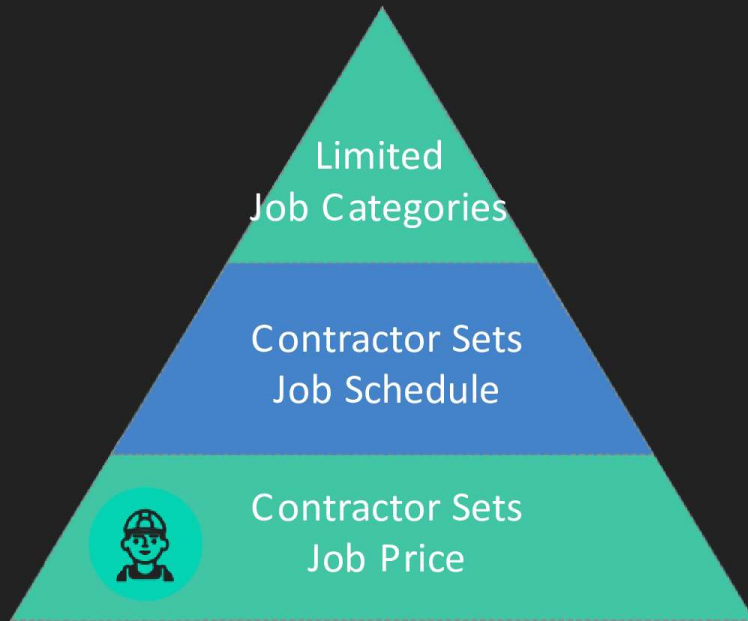 Limited
Job Categories
Contractor Sets
Job Schedule
Contractor Sets
Job Price